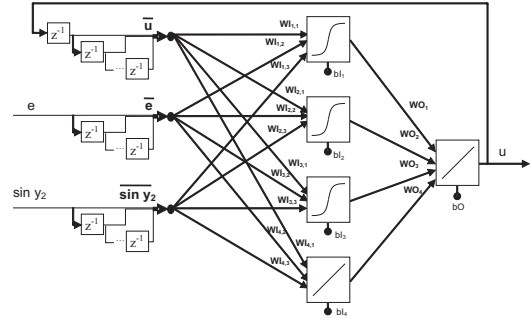 z-1
z-1
... z-1
u
e
z-1
... z-1
e
sin y2
z-1
... z-1
sin y2
WI1,1
WI1,2
WI1,3
WI2,1
WI2,2
WI2,3
WI3,1
WI3,2
WI3,3
WI4,2
WI4,1
WI4,3
bI1
bI2
bI3
bI4
WO1
WO2
WO3
WO4
bO
u